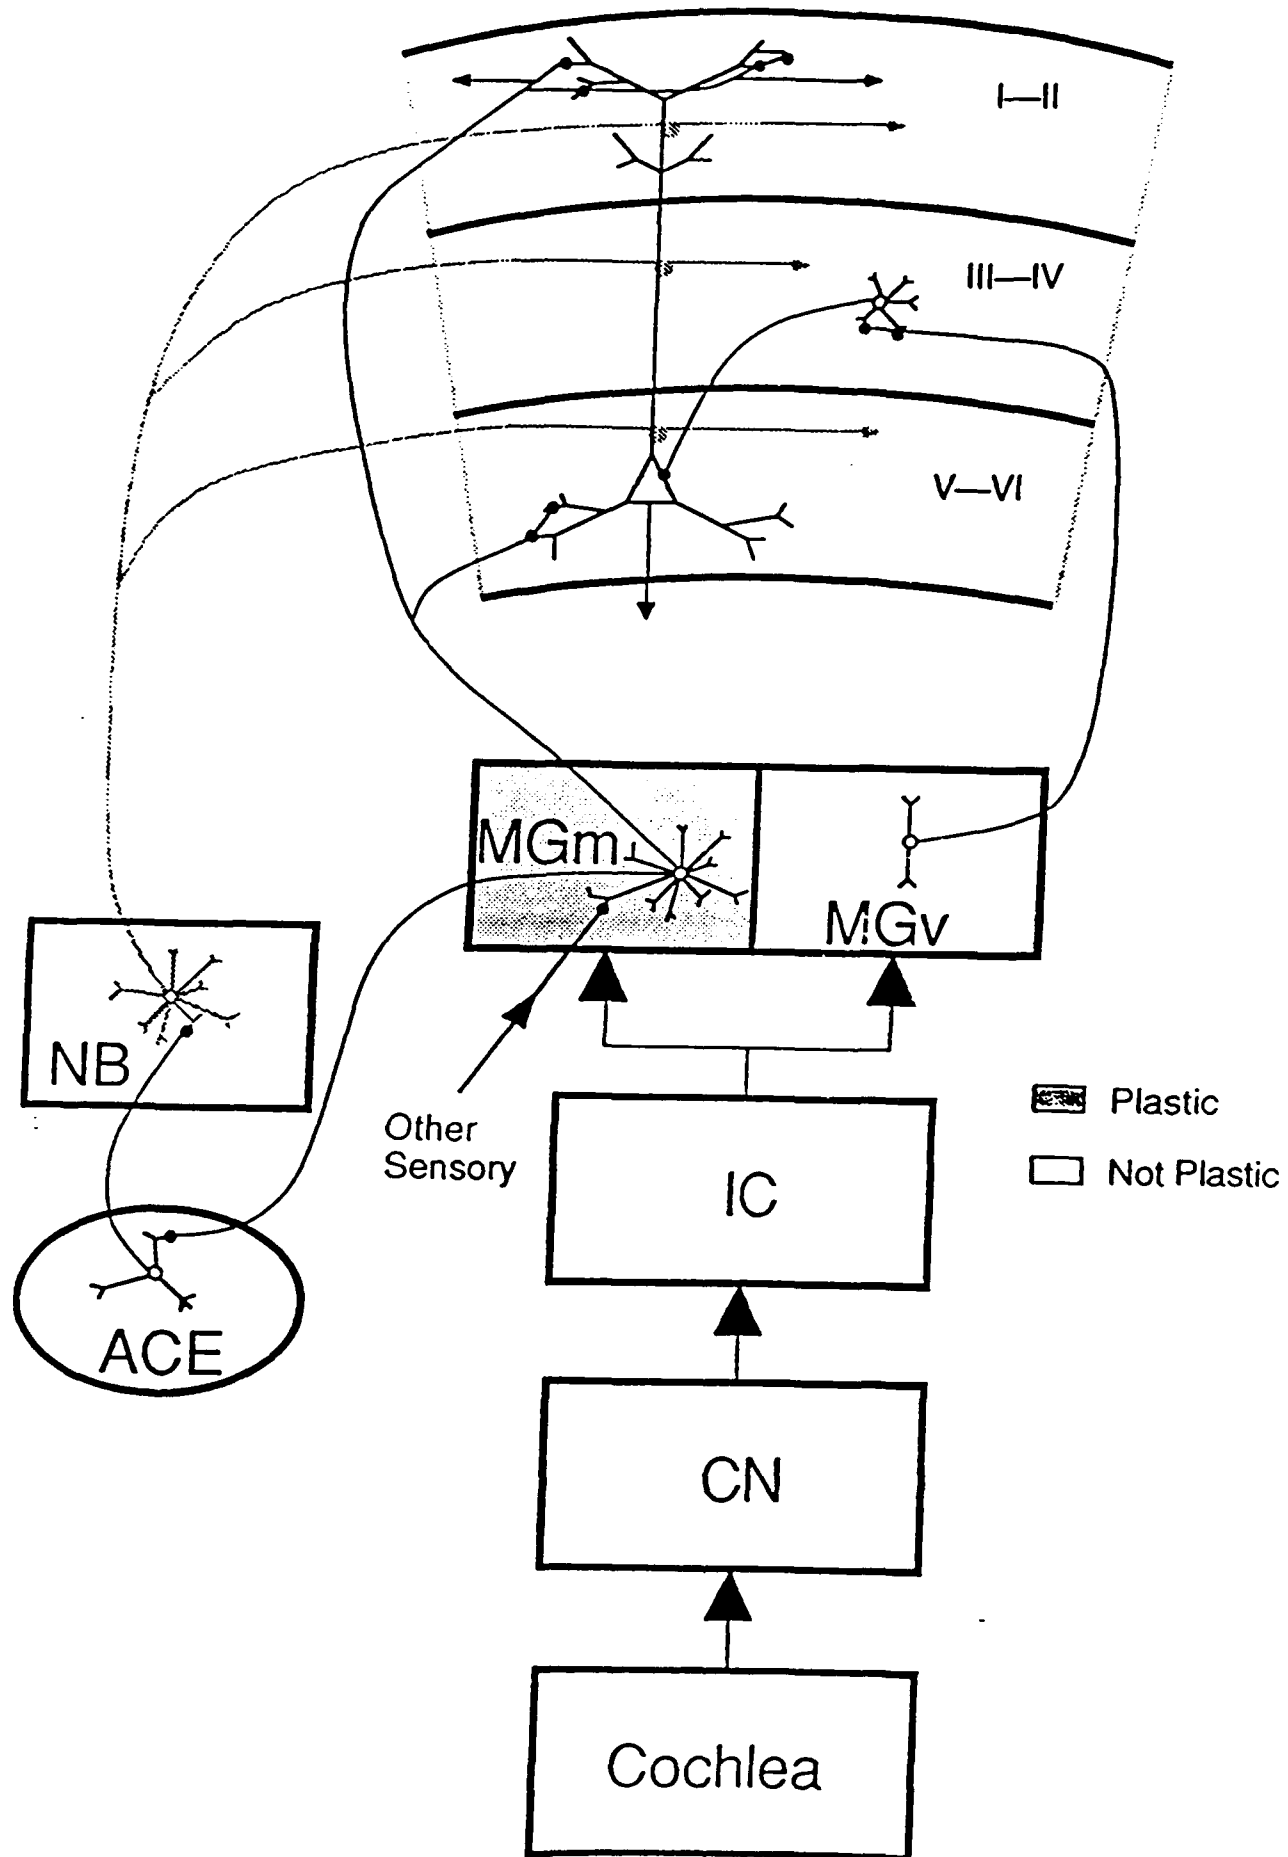 I—II
III—IV
V—VI
MGm
MGv
NB
Other
Sensory
Plastic
Not Plastic
IC
ACE
CN
Cochlea